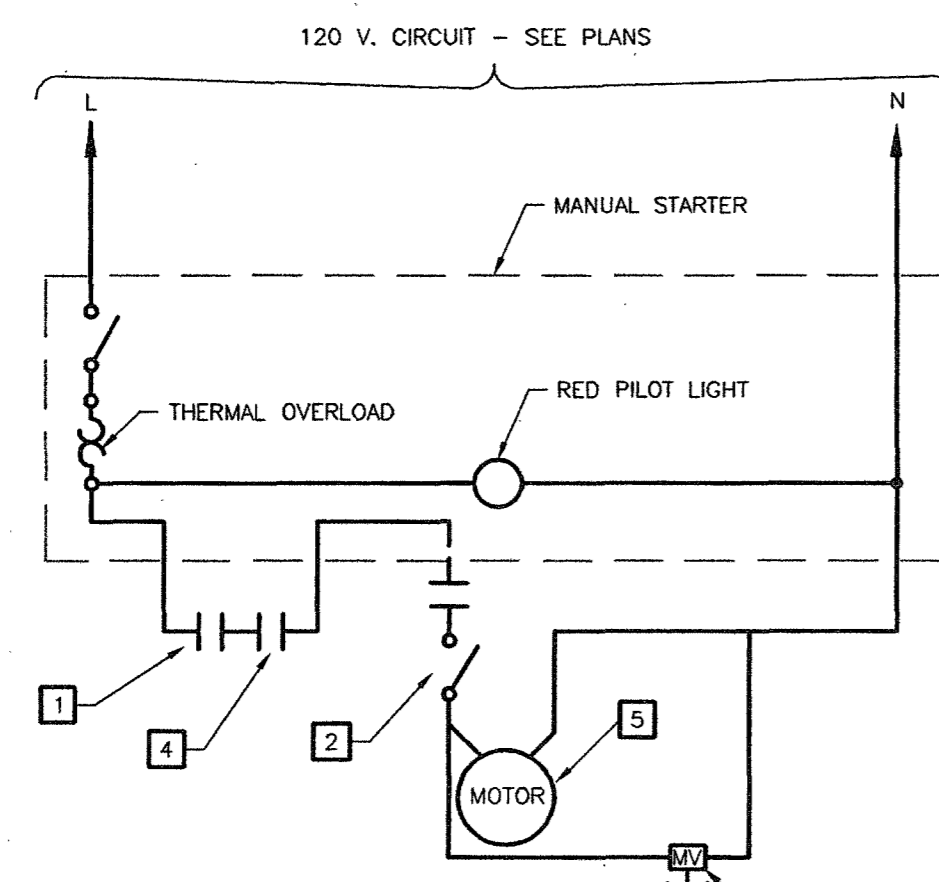 120 V. CIRCUIT – SEE PLANS
L
N
MANUAL STARTER
RED PILOT LIGHT
THERMAL OVERLOAD
1
4
2
5
MOTOR
MV